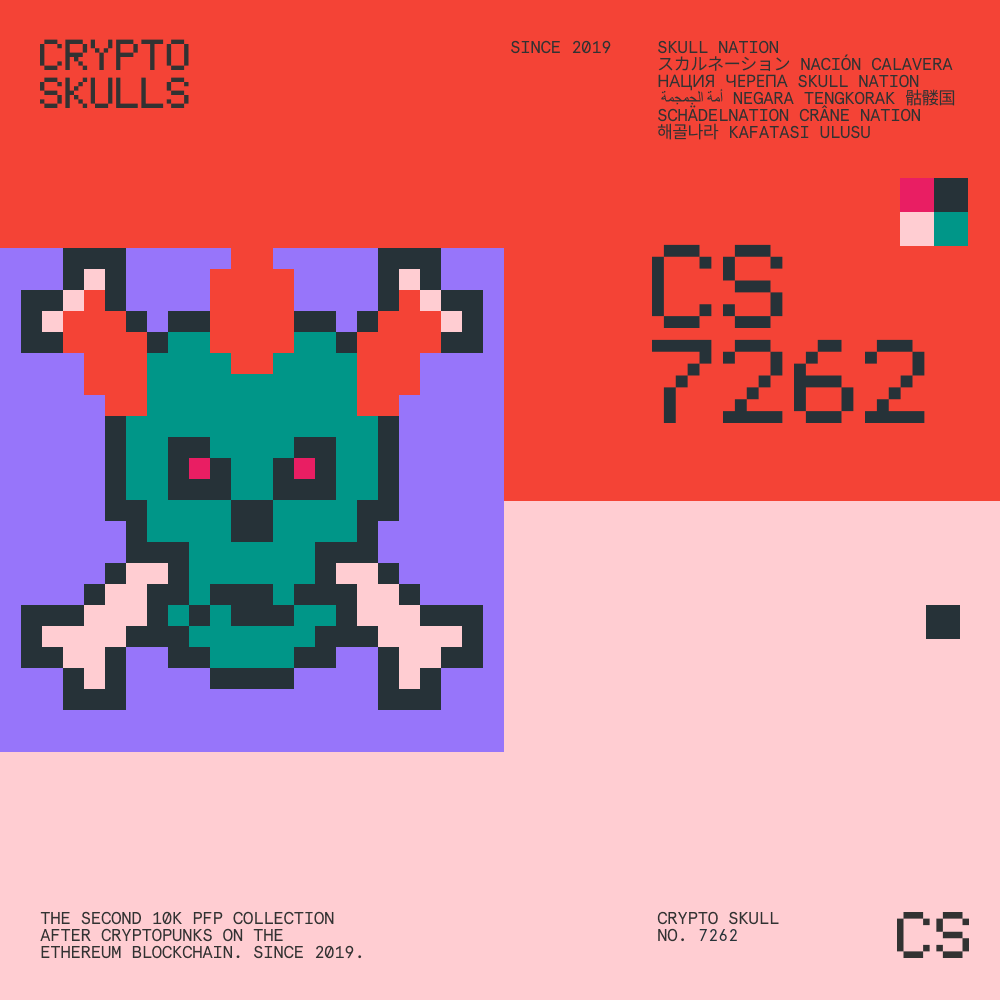 CRYPTO
SKULLS
SINCE 2019
SKULL NATION
スカルネーション NACIÓN CALAVERA
НАЦИЯ ЧЕРЕПА SKULL NATION
أمة الجمجمة NEGARA TENGKORAK 骷髅国
SCHÄDELNATION CRÂNE NATION
해골나라 KAFATASI ULUSU
CS
7262
THE SECOND 10K PFP COLLECTION
AFTER CRYPTOPUNKS ON THE
ETHEREUM BLOCKCHAIN. SINCE 2019.
CRYPTO SKULL
NO. 7262
CS